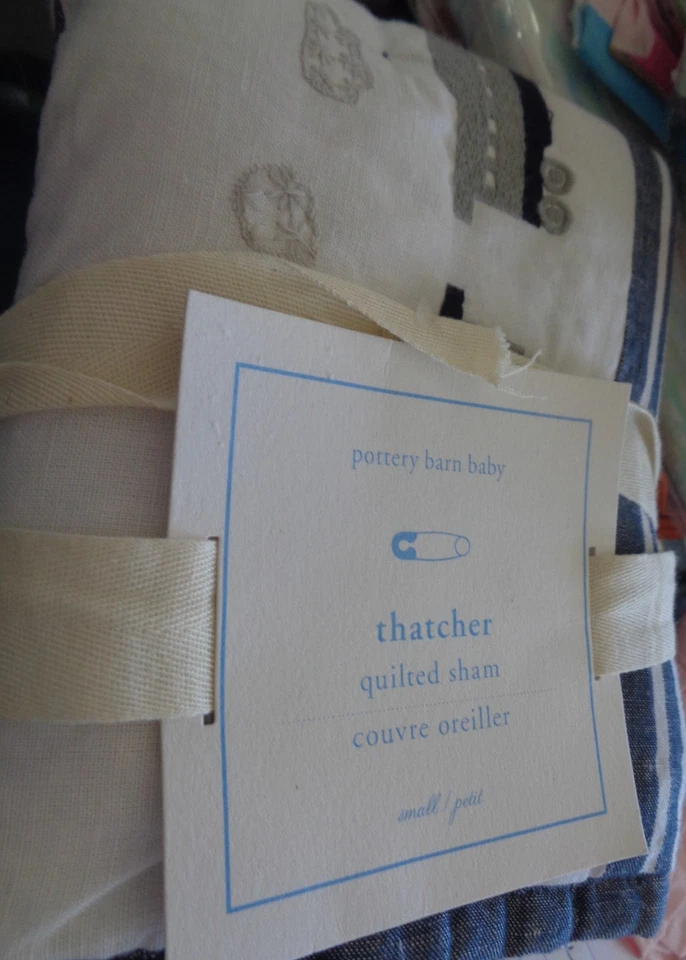 pottery barn baby
thatcher
quilted sham
couvre oreiller
small / petit